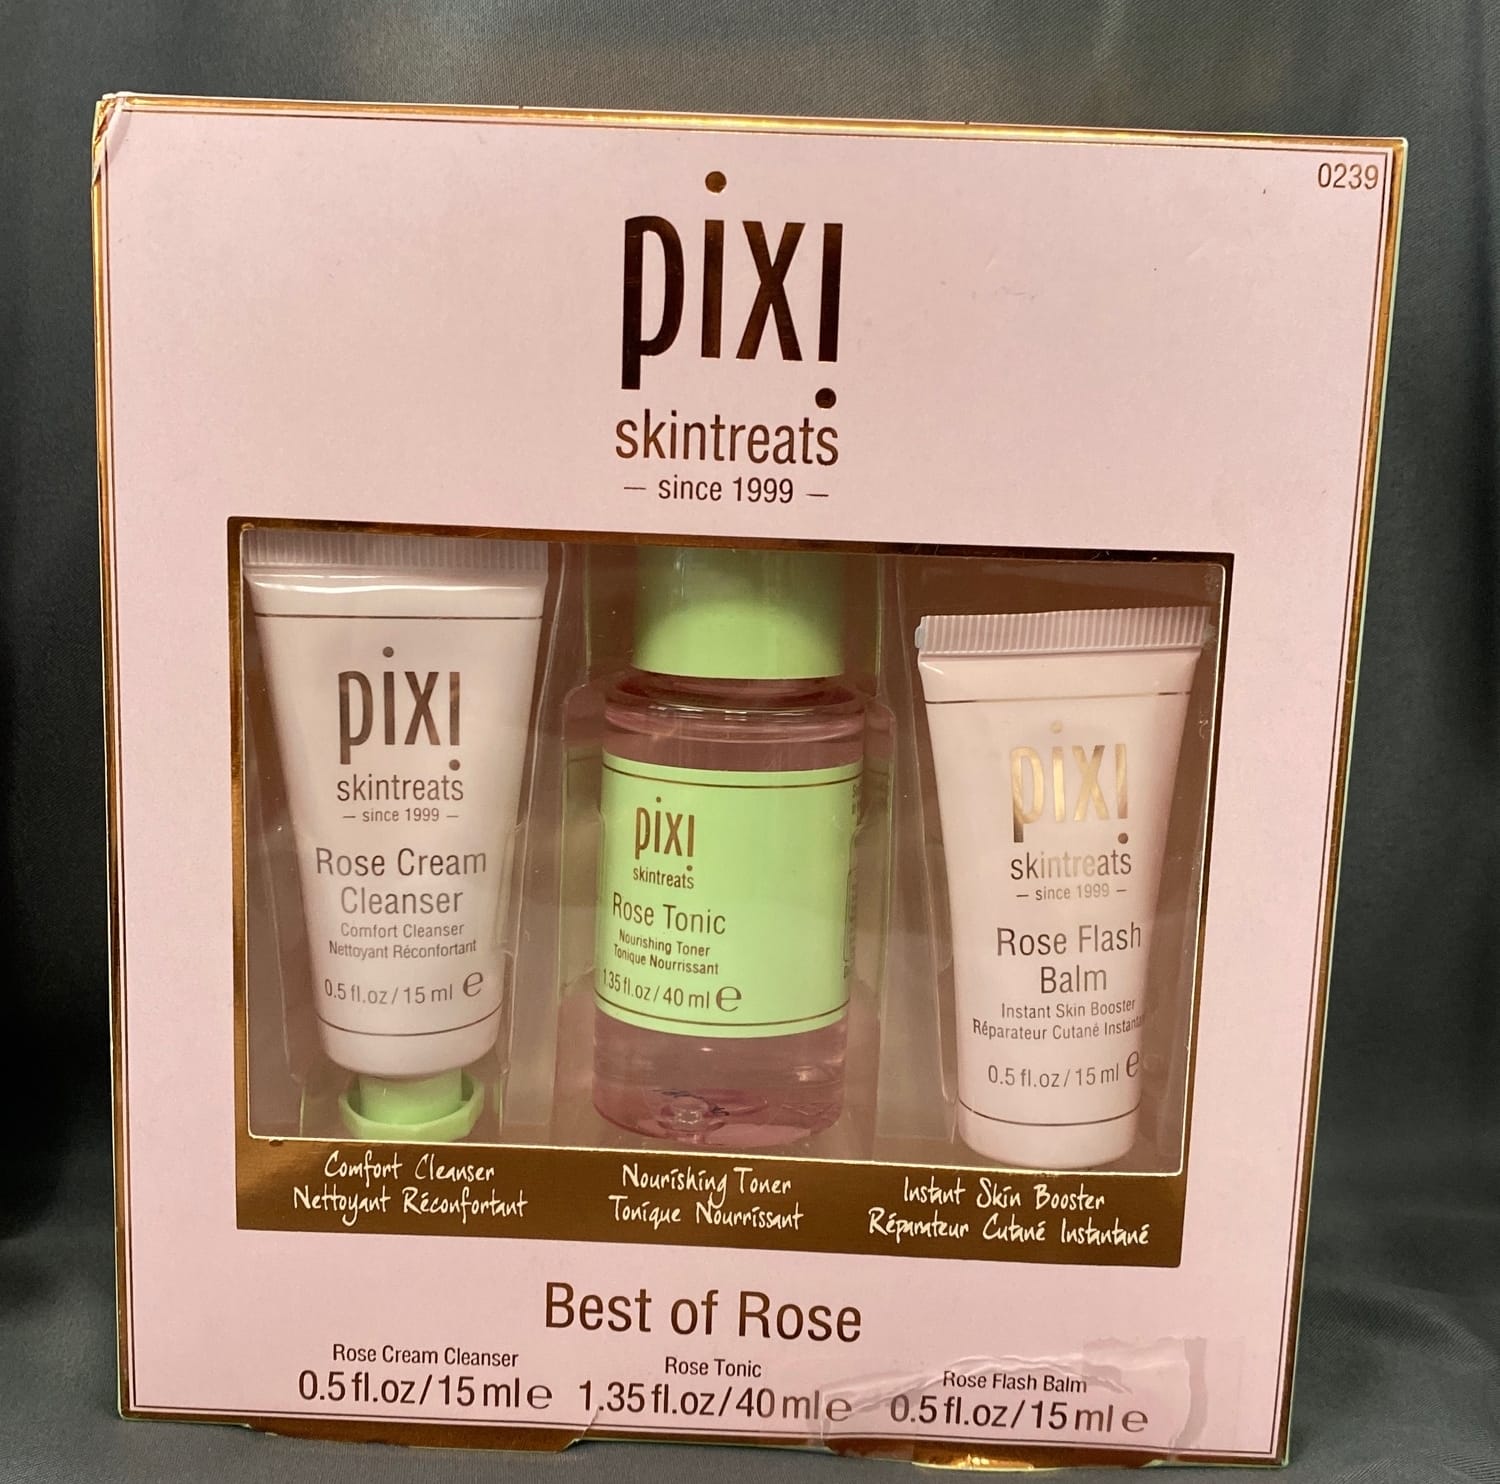 0239
pixi
skintreats
— since 1999 —
pixi
skintreats
— since 1999 —
Rose Cream
Cleanser
Comfort Cleanser
Nettoyant Réconfortant
0.5 fl.oz/15 ml e
pixi
skintreats
Rose Tonic
Nourishing Toner
Tonique Nourrissant
1.35 fl.oz/40 ml e
pixi
skintreats
— since 1999 —
Rose Flash
Balm
Instant Skin Booster
Réparateur Cutané Instantané
0.5 fl.oz/15 ml e
Comfort Cleanser
Nettoyant Réconfortant
Nourishing Toner
Tonique Nourrissant
Instant Skin Booster
Réparateur Cutané Instantané
Best of Rose
Rose Cream Cleanser
0.5 fl.oz/15 ml e
Rose Tonic
1.35 fl.oz/40 ml e
Rose Flash Balm
0.5 fl.oz/15 ml e